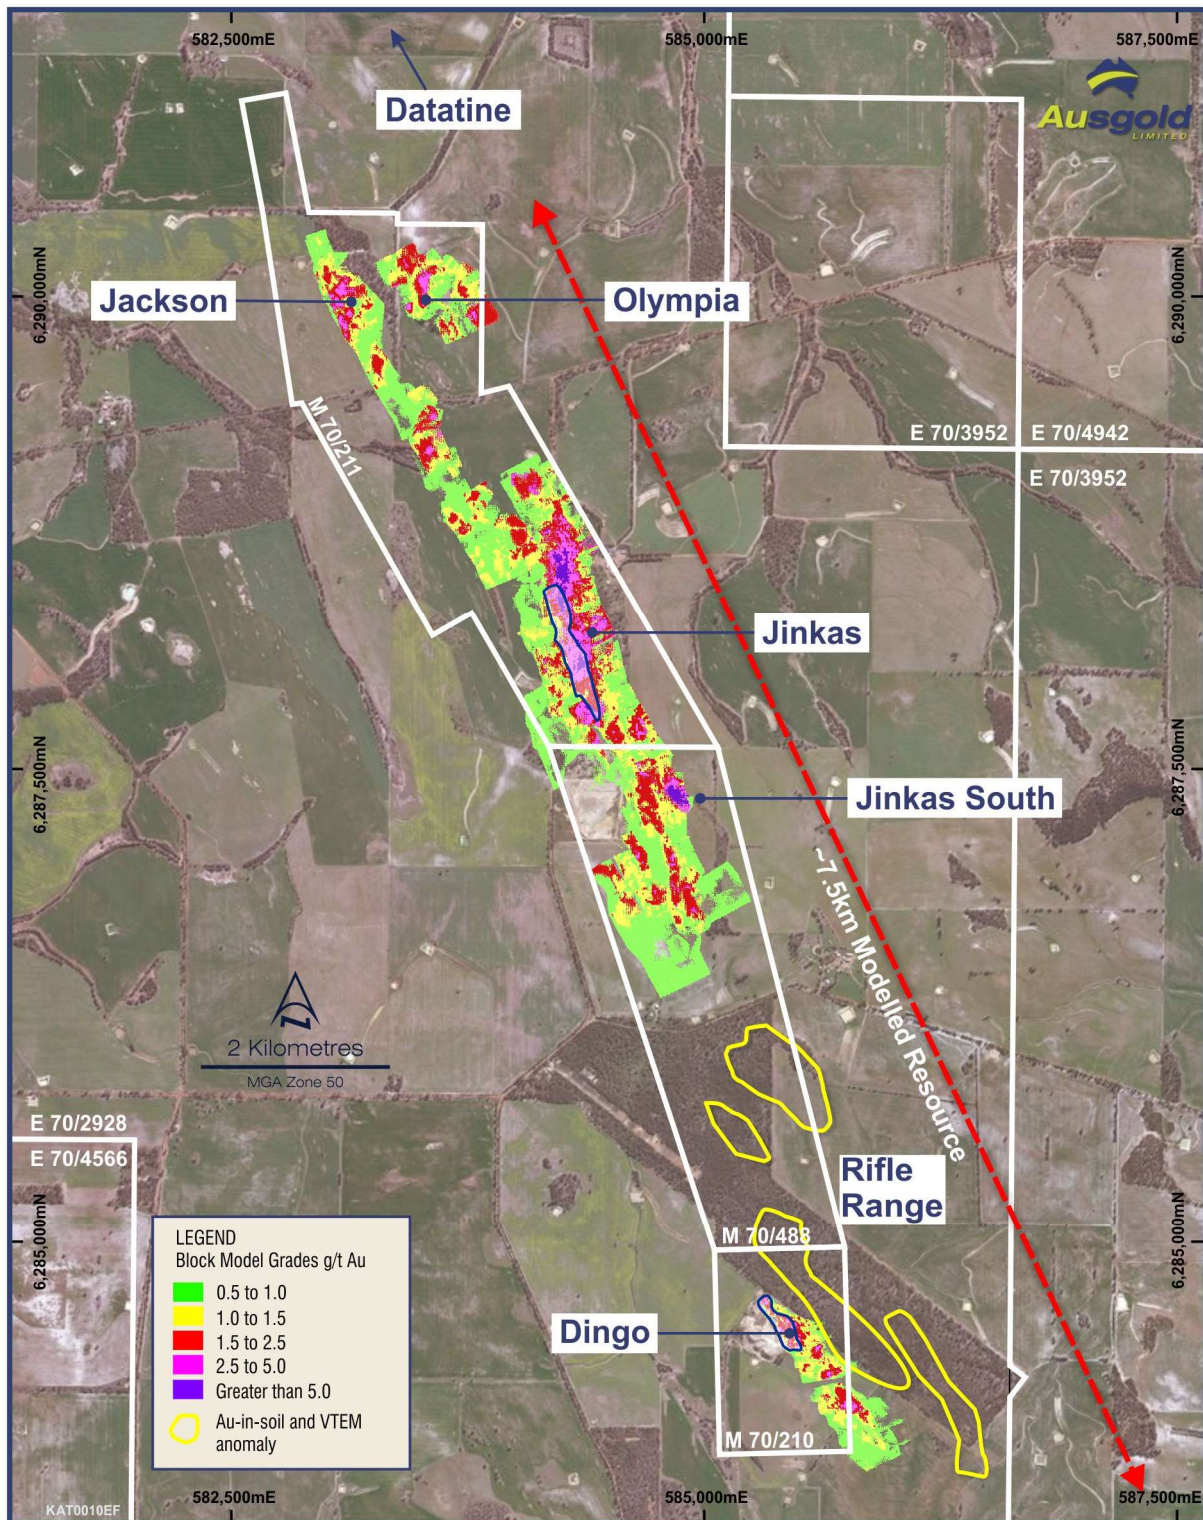 582,500mE
585,000mE
587,500mE
Datatine
Ausgold
LIMITED
6,290,000mN
6,290,000mN
Jackson
Olympia
M 70/211
E 70/3952
E 70/4942
E 70/3952
Jinkas
6,287,500mN
6,287,500mN
Jinkas South
~7.5km Modelled Resource
2 Kilometres
MGA Zone 50
E 70/2928
E 70/4566
Rifle
Range
6,285,000mN
6,285,000mN
M 70/488
Dingo
M 70/210
LEGEND
Block Model Grades g/t Au
0.5 to 1.0
1.0 to 1.5
1.5 to 2.5
2.5 to 5.0
Greater than 5.0
Au-in-soil and VTEM
anomaly
KAT0010EF
582,500mE
585,000mE
587,500mE